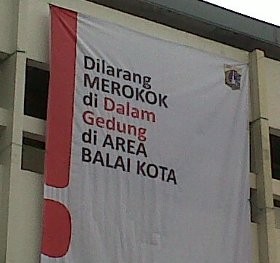 Dilarang
MEROKOK
di Dalam
Gedung
di AREA
BALAI KOTA